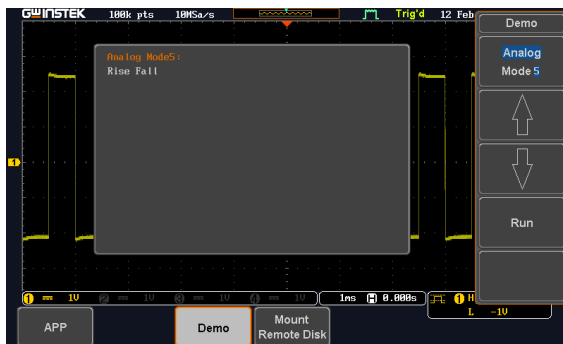 GWINSTEK 100k pts 10MSa/s Trig'd 12 Feb
Demo
Analog
Mode 5
Analog Mode5:
Rise Fall
1
Run
1 1V 2 1V 3 1V 4 1V 1ms H 0.000s 1 H
L -1V
APP
Demo
Mount
Remote Disk